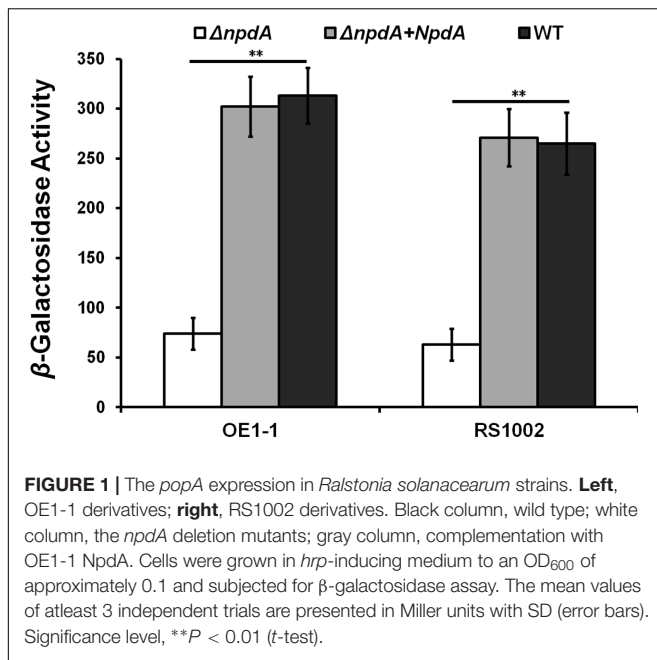 ΔnpdA ΔnpdA+NpdA WT
350
300
250
200
150
100
50
0
β-Galactosidase Activity
**
**
OE1-1 RS1002
FIGURE 1 | The popA expression in Ralstonia solanacearum strains. Left,
OE1-1 derivatives; right, RS1002 derivatives. Black column, wild type; white
column, the npdA deletion mutants; gray column, complementation with
OE1-1 NpdA. Cells were grown in hrp-inducing medium to an OD600 of
approximately 0.1 and subjected for β-galactosidase assay. The mean values
of atleast 3 independent trials are presented in Miller units with SD (error bars).
Significance level, **P < 0.01 (t-test).